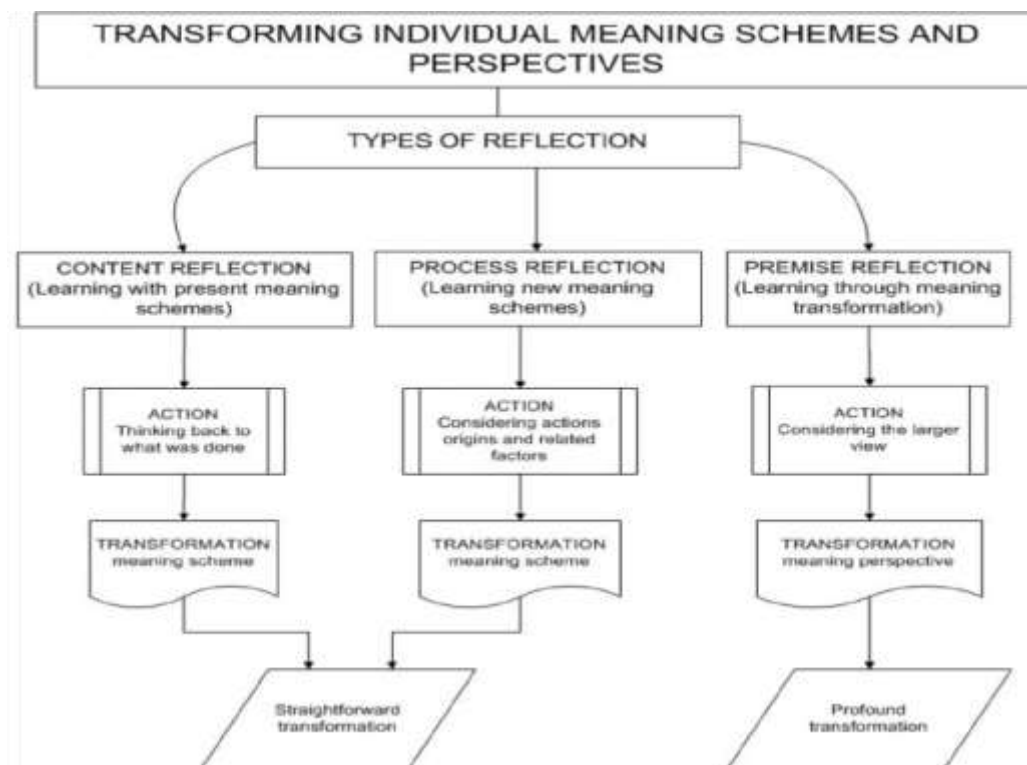 TRANSFORMING INDIVIDUAL MEANING SCHEMES AND
PERSPECTIVES
TYPES OF REFLECTION
CONTENT REFLECTION
(Learning with present meaning
schemes)
PROCESS REFLECTION
(Learning new meaning
schemes)
PREMISE REFLECTION
(Learning through meaning
transformation)
ACTION
Thinking back to
what was done
ACTION
Considering actions
origins and related
factors
ACTION
Considering the larger
view
TRANSFORMATION
meaning scheme
TRANSFORMATION
meaning scheme
TRANSFORMATION
meaning perspective
Straightforward
transformation
Profound
transformation